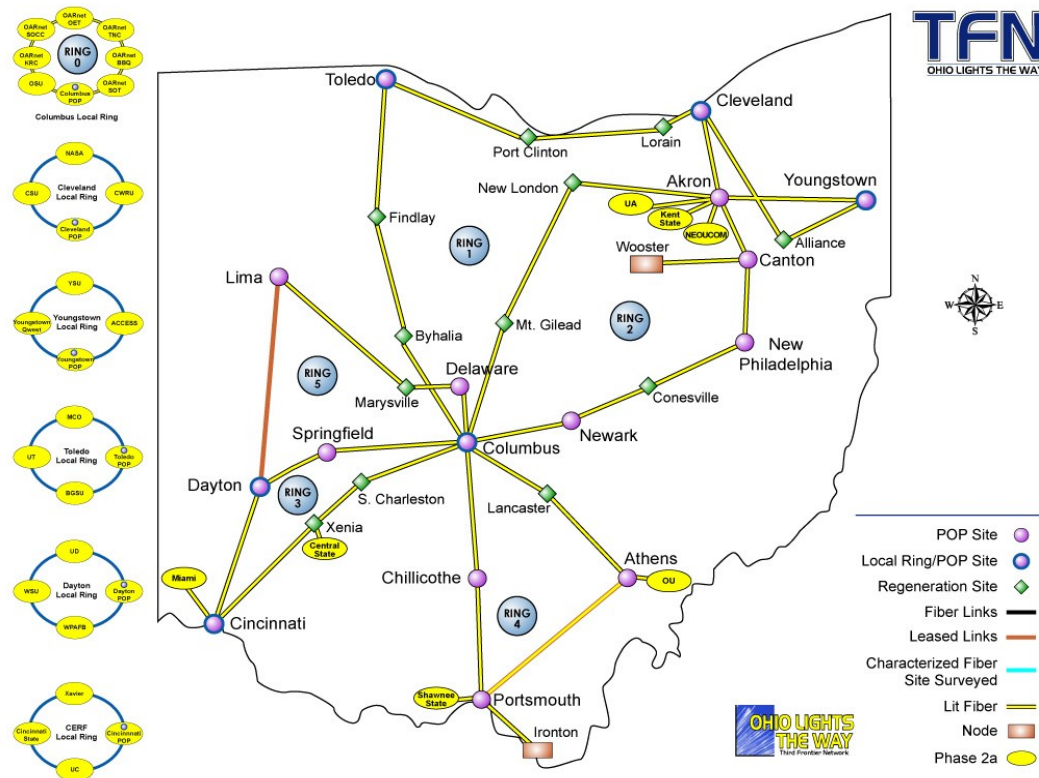 OARnet
OET
OARnet
SOCC
OARnet
TNC
RING
0
OARnet
KRC
OARnet
BBQ
OSU
Columbus
POP
OARnet
SOT
Columbus Local Ring
NASA
CSU
Cleveland
Local Ring
CWRU
Cleveland
POP
YSU
Youngstown
Qwest
Youngstown
Local Ring
ACCESS
Youngstown
POP
MCO
UT
Toledo
Local Ring
Toledo
POP
BGSU
UD
WSU
Dayton
Local Ring
Dayton
POP
WPAFB
Xavier
Cincinnati
State
CERF
Local Ring
Cincinnnati
POP
UC
TFN
OHIO LIGHTS THE WAY
Toledo
Cleveland
Port Clinton
Lorain
New London
Akron
Youngstown
UA
Kent
State
NEOUCOM
Findlay
RING
1
Wooster
Alliance
Canton
Lima
Mt. Gilead
RING
2
Byhalia
New
Philadelphia
Delaware
RING
5
Marysville
Conesville
Springfield
Columbus
Newark
Dayton
RING
3
S. Charleston
Lancaster
Xenia
Central
State
Miami
Chillicothe
Athens
OU
Cincinnati
RING
4
Shawnee
State
Portsmouth
Ironton
N
W
E
S
POP Site
Local Ring/POP Site
Regeneration Site
Fiber Links
Leased Links
Characterized Fiber
Site Surveyed
Lit Fiber
Node
Phase 2a
OHIO LIGHTS
THE WAY
Third Frontier Network